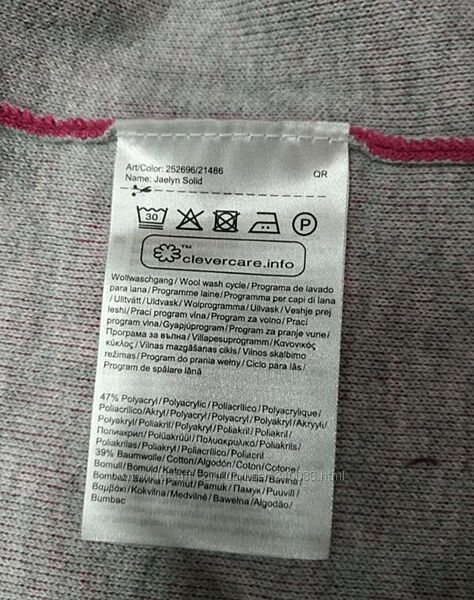 Art/Color: 252696/21486 QR
Name: Jaelyn Solid
30 P
™ clevercare.info
Wollwaschgang / Wool wash cycle / Programa de lavado
para lana / Programme laine / Programma per capi di lana
/ Ulltvätt / Uldvask / Wolprogramma / Uilvask / Veshje prej
leshi / Praci program vlna / Program za volno / Prací
program vlna / Gyapjúprogram / Program za pranje vune /
Програма за вълна / Villapesuprogramm / Κανονικός
κύκλος / Vilnas mazgāšanas cikls / Vilnos skalbimo
režimas / Program do prania wełny / Ciclo para lãs /
Program de spălare lână
47% Polyacryl / Polyacrylic / Poliacrílico / Polyacrylique /
Poliacrilico / Akryl / Polyacryl / Polyacryl / Polyakryl / Akryyli /
Polyakryl / Poliakril / Polyakryl / Poliakril / Poliakril /
Полиакрил / Polüakrüül / Πολυακρυλικό / Poliakrils /
Poliakrilas / Poliakryl / Poliacrílico / Poliacril
39% Baumwolle / Cotton / Algodón / Coton / Cotone /
Bomull / Bomuld / Katoen / Bomull / Puuvilla / Bavlna /
Bombaž / Bavlna / Pamut / Pamuk / Памук / Puuvill /
Βαμβάκι / Kokvilna / Medvilnė / Bawełna / Algodão /
Bumbac